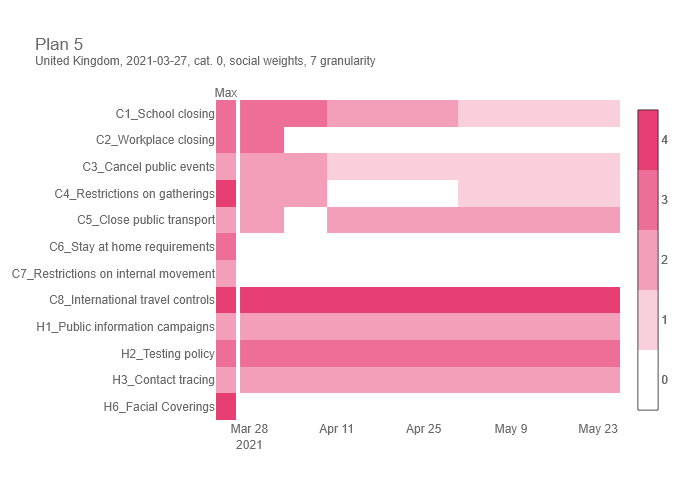 Plan 5
United Kingdom, 2021-03-27, cat. 0, social weights, 7 granularity
Max
C1_School closing
C2_Workplace closing
C3_Cancel public events
C4_Restrictions on gatherings
C5_Close public transport
C6_Stay at home requirements
C7_Restrictions on internal movement
C8_International travel controls
H1_Public information campaigns
H2_Testing policy
H3_Contact tracing
H6_Facial Coverings
Mar 28 Apr 11 Apr 25 May 9 May 23
2021
4
3
2
1
0